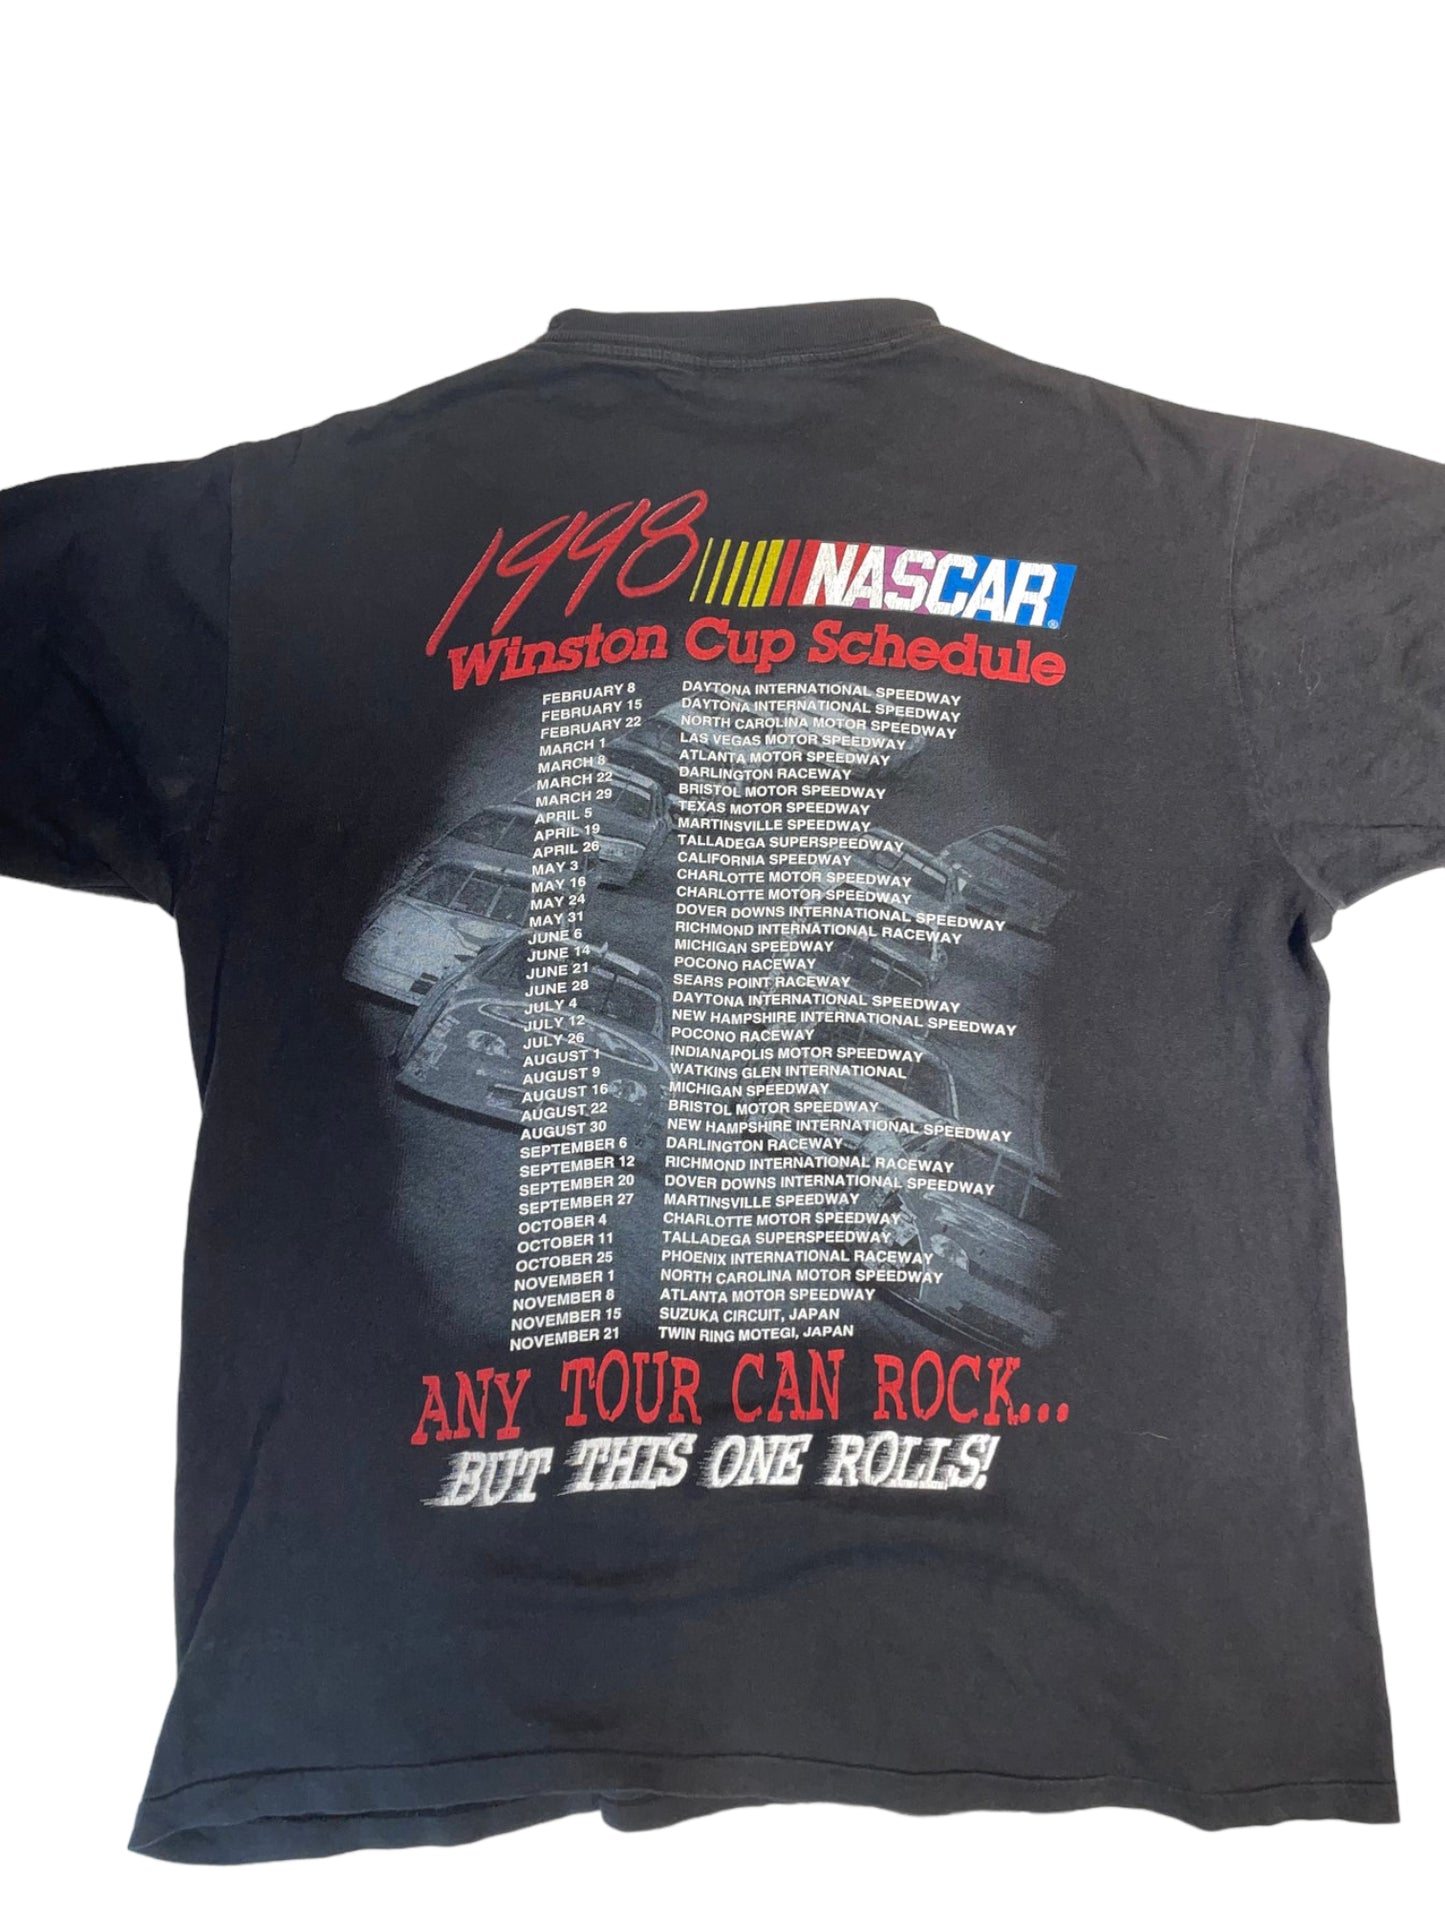 1998 NASCAR®
Winston Cup Schedule
FEBRUARY 8 DAYTONA INTERNATIONAL SPEEDWAY
FEBRUARY 15 DAYTONA INTERNATIONAL SPEEDWAY
FEBRUARY 22 NORTH CAROLINA MOTOR SPEEDWAY
MARCH 1 LAS VEGAS MOTOR SPEEDWAY
MARCH 8 ATLANTA MOTOR SPEEDWAY
MARCH 22 DARLINGTON RACEWAY
MARCH 29 BRISTOL MOTOR SPEEDWAY
APRIL 5 TEXAS MOTOR SPEEDWAY
APRIL 19 MARTINSVILLE SPEEDWAY
APRIL 26 TALLADEGA SUPERSPEEDWAY
MAY 3 CALIFORNIA SPEEDWAY
MAY 16 CHARLOTTE MOTOR SPEEDWAY
MAY 24 CHARLOTTE MOTOR SPEEDWAY
MAY 31 DOVER DOWNS INTERNATIONAL SPEEDWAY
JUNE 6 RICHMOND INTERNATIONAL RACEWAY
JUNE 14 MICHIGAN SPEEDWAY
JUNE 21 POCONO RACEWAY
JUNE 28 SEARS POINT RACEWAY
JULY 4 DAYTONA INTERNATIONAL SPEEDWAY
JULY 12 NEW HAMPSHIRE INTERNATIONAL SPEEDWAY
JULY 26 POCONO RACEWAY
AUGUST 1 INDIANAPOLIS MOTOR SPEEDWAY
AUGUST 9 WATKINS GLEN INTERNATIONAL
AUGUST 16 MICHIGAN SPEEDWAY
AUGUST 22 BRISTOL MOTOR SPEEDWAY
AUGUST 30 NEW HAMPSHIRE INTERNATIONAL SPEEDWAY
SEPTEMBER 6 DARLINGTON RACEWAY
SEPTEMBER 12 RICHMOND INTERNATIONAL RACEWAY
SEPTEMBER 20 DOVER DOWNS INTERNATIONAL SPEEDWAY
SEPTEMBER 27 MARTINSVILLE SPEEDWAY
OCTOBER 4 CHARLOTTE MOTOR SPEEDWAY
OCTOBER 11 TALLADEGA SUPERSPEEDWAY
OCTOBER 25 PHOENIX INTERNATIONAL RACEWAY
NOVEMBER 1 NORTH CAROLINA MOTOR SPEEDWAY
NOVEMBER 8 ATLANTA MOTOR SPEEDWAY
NOVEMBER 15 SUZUKA CIRCUIT, JAPAN
NOVEMBER 21 TWIN RING MOTEGI, JAPAN
ANY TOUR CAN ROCK...
BUT THIS ONE ROLLS!